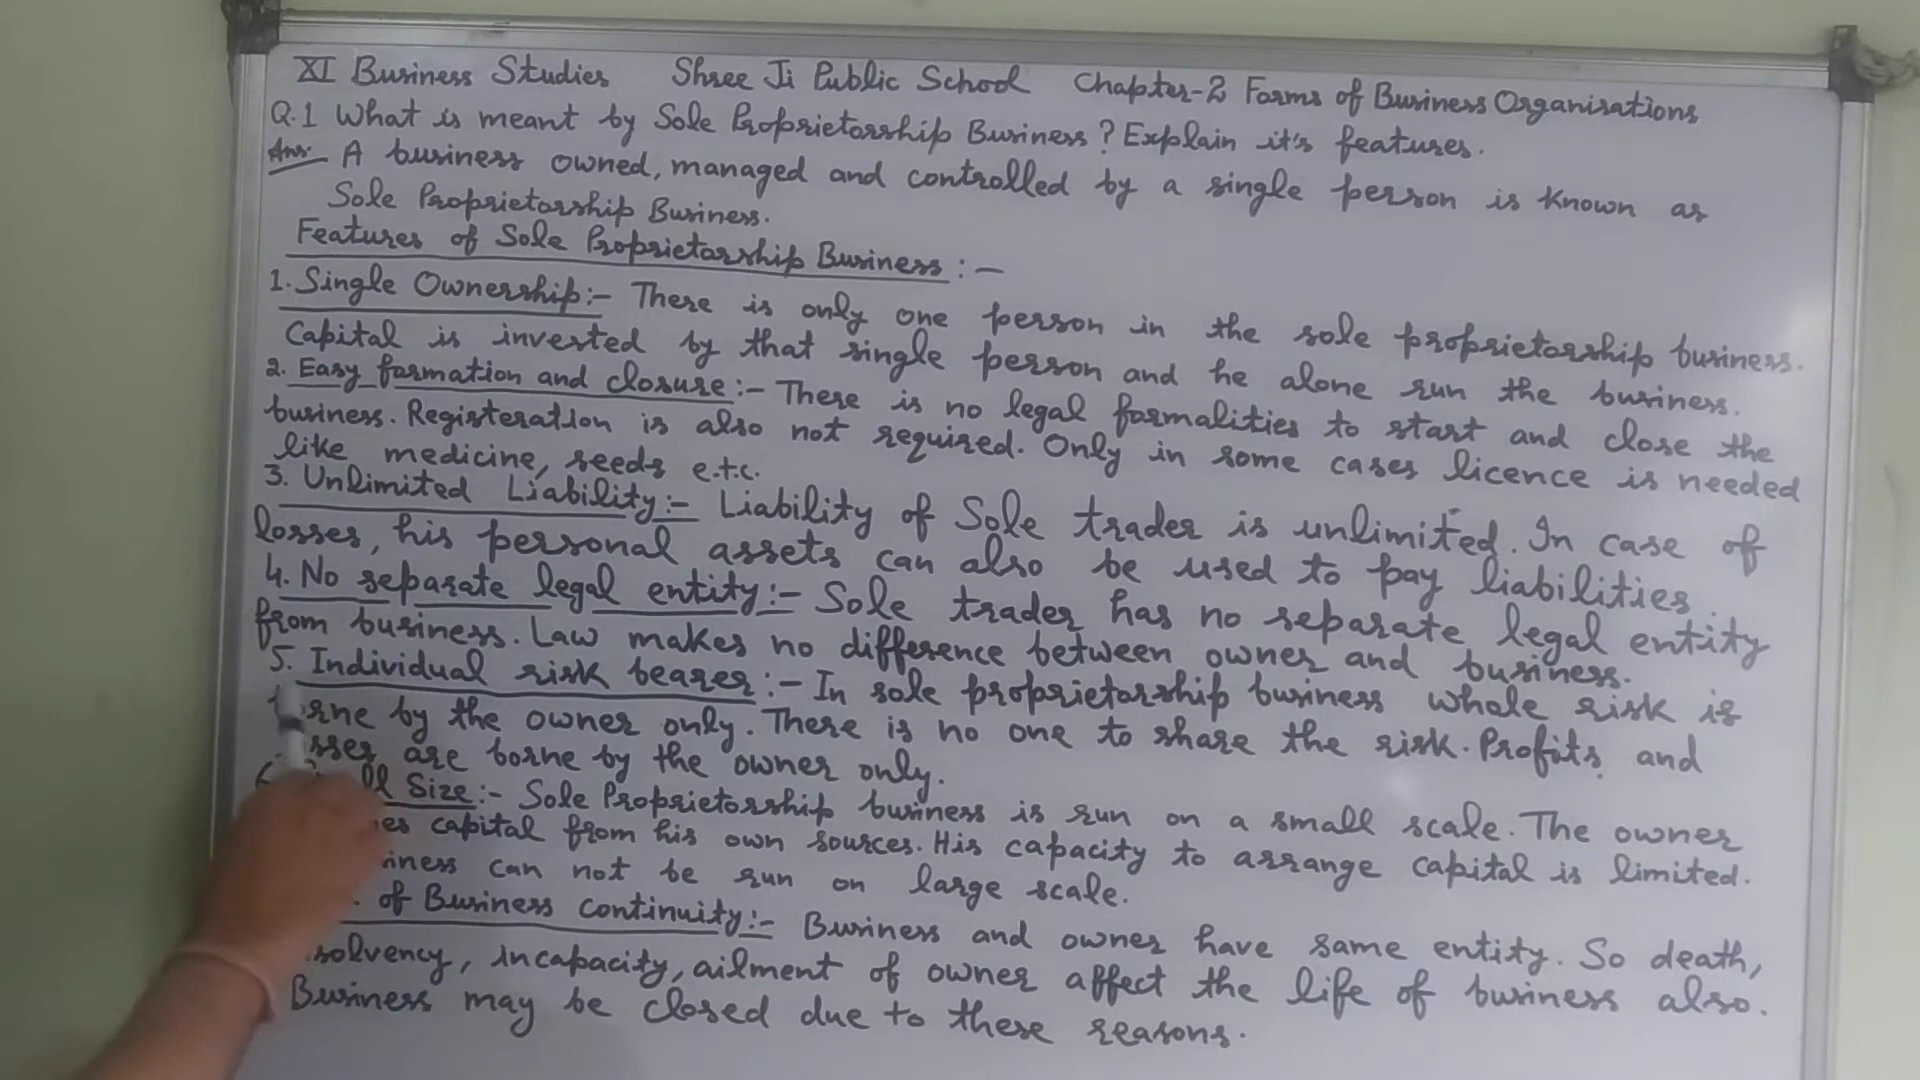 XI Business Studies Shree Ji Public School Chapter-2 Forms of Business Organisations
Q.1 What is meant by Sole Proprietorship Business? Explain it's features.
Ans. A business owned, managed and controlled by a single person is known as
Sole Proprietorship Business.
Features of Sole Proprietorship Business:-
1. Single Ownership:- There is only one person in the sole proprietorship business.
Capital is invested by that single person and he alone run the business.
2. Easy formation and closure:- There is no legal formalities to start and close the
business. Registeration is also not required. Only in some cases licence is needed
like medicine, seeds e.t.c.
3. Unlimited Liability:- Liability of Sole trader is unlimited. In case of
losses, his personal assets can also be used to pay liabilities.
4. No separate legal entity:- Sole trader has no separate legal entity
from business. Law makes no difference between owner and business.
5. Individual risk bearer:- In sole proprietorship business whole risk is
by the owner only. There is no one to share the risk. Profits and
are borne by the owner only.
Size:- Sole Proprietorship business is run on a small scale. The owner
capital from his own sources. His capacity to arrange capital is limited.
can not be run on large scale.
of Business continuity:- Business and owner have same entity. So death,
incapacity, ailment of owner affect the life of business also.
Business may be closed due to these reasons.